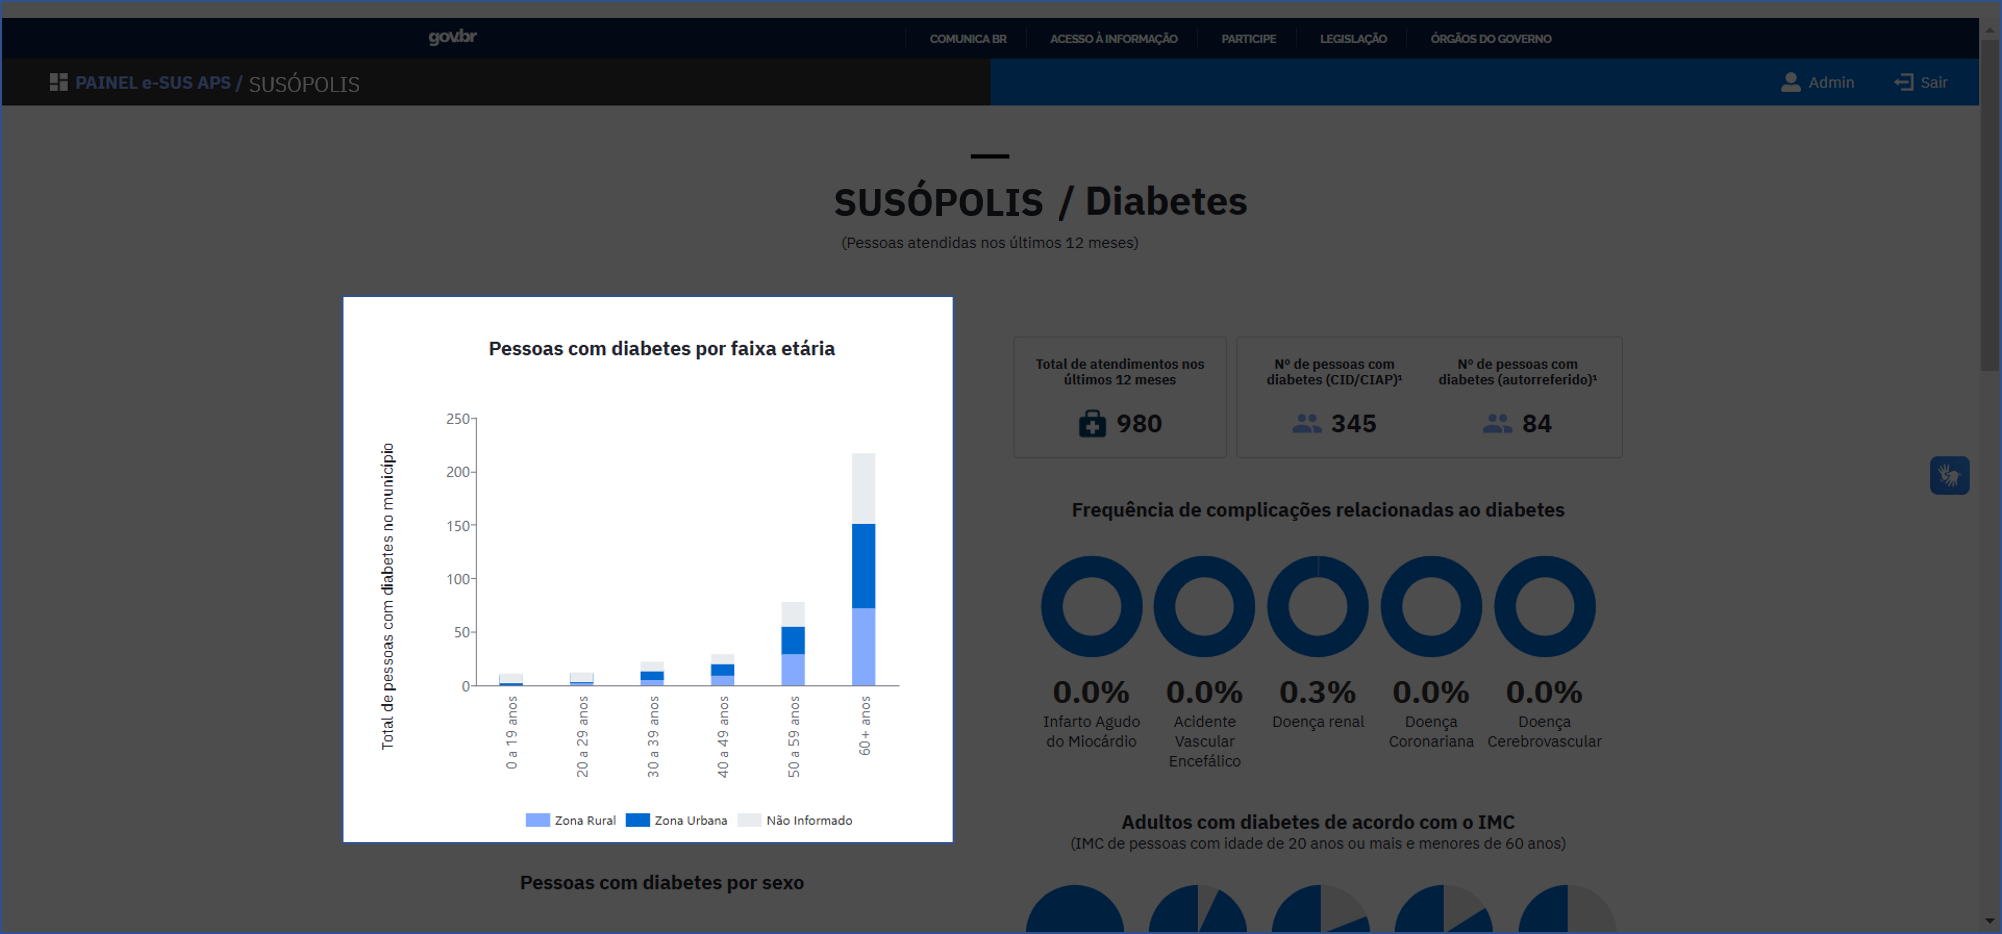 gov.br
COMUNICA BR
ACESSO À INFORMAÇÃO
PARTICIPE
LEGISLAÇÃO
ÓRGÃOS DO GOVERNO
PAINEL e-SUS APS / SUSÓPOLIS
Admin
Sair
SUSÓPOLIS / Diabetes
(Pessoas atendidas nos últimos 12 meses)
Pessoas com diabetes por faixa etária
Total de pessoas com diabetes no município
250
200
150
100
50
0
0 a 19 anos
20 a 29 anos
30 a 39 anos
40 a 49 anos
50 a 59 anos
60 + anos
Zona Rural
Zona Urbana
Não Informado
Pessoas com diabetes por sexo
Total de atendimentos nos
últimos 12 meses
980
Nº de pessoas com
diabetes (CID/CIAP)¹
345
Nº de pessoas com
diabetes (autorreferido)¹
84
Frequência de complicações relacionadas ao diabetes
0.0%
Infarto Agudo
do Miocárdio
0.0%
Acidente
Vascular
Encefálico
0.3%
Doença renal
0.0%
Doença
Coronariana
0.0%
Doença
Cerebrovascular
Adultos com diabetes de acordo com o IMC
(IMC de pessoas com idade de 20 anos ou mais e menores de 60 anos)